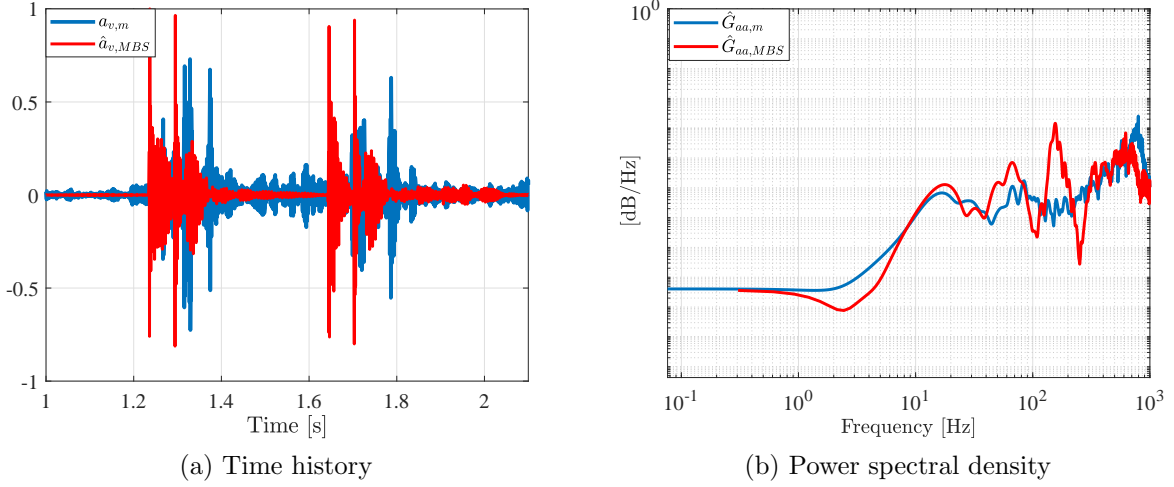 a_{v,m}
â_{v,MBS}
1
0.5
0
-0.5
-1
1
1.2
1.4
1.6
1.8
2
Time [s]
(a) Time history
Ĝ_{aa,m}
Ĝ_{aa,MBS}
10^0
[dB/Hz]
10^-1
10^0
10^1
10^2
10^3
Frequency [Hz]
(b) Power spectral density